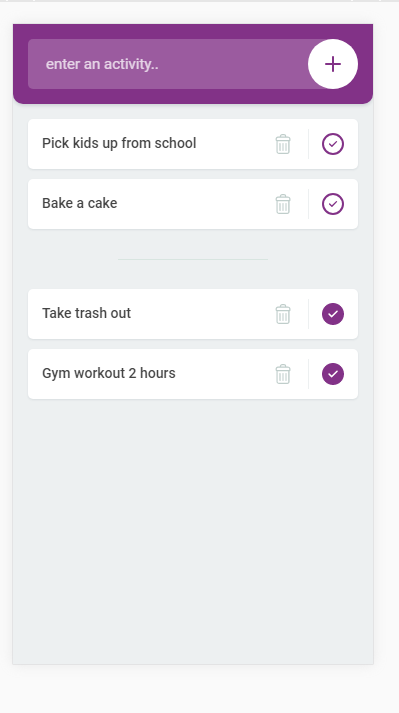 enter an activity..
Pick kids up from school
Bake a cake
Take trash out
Gym workout 2 hours